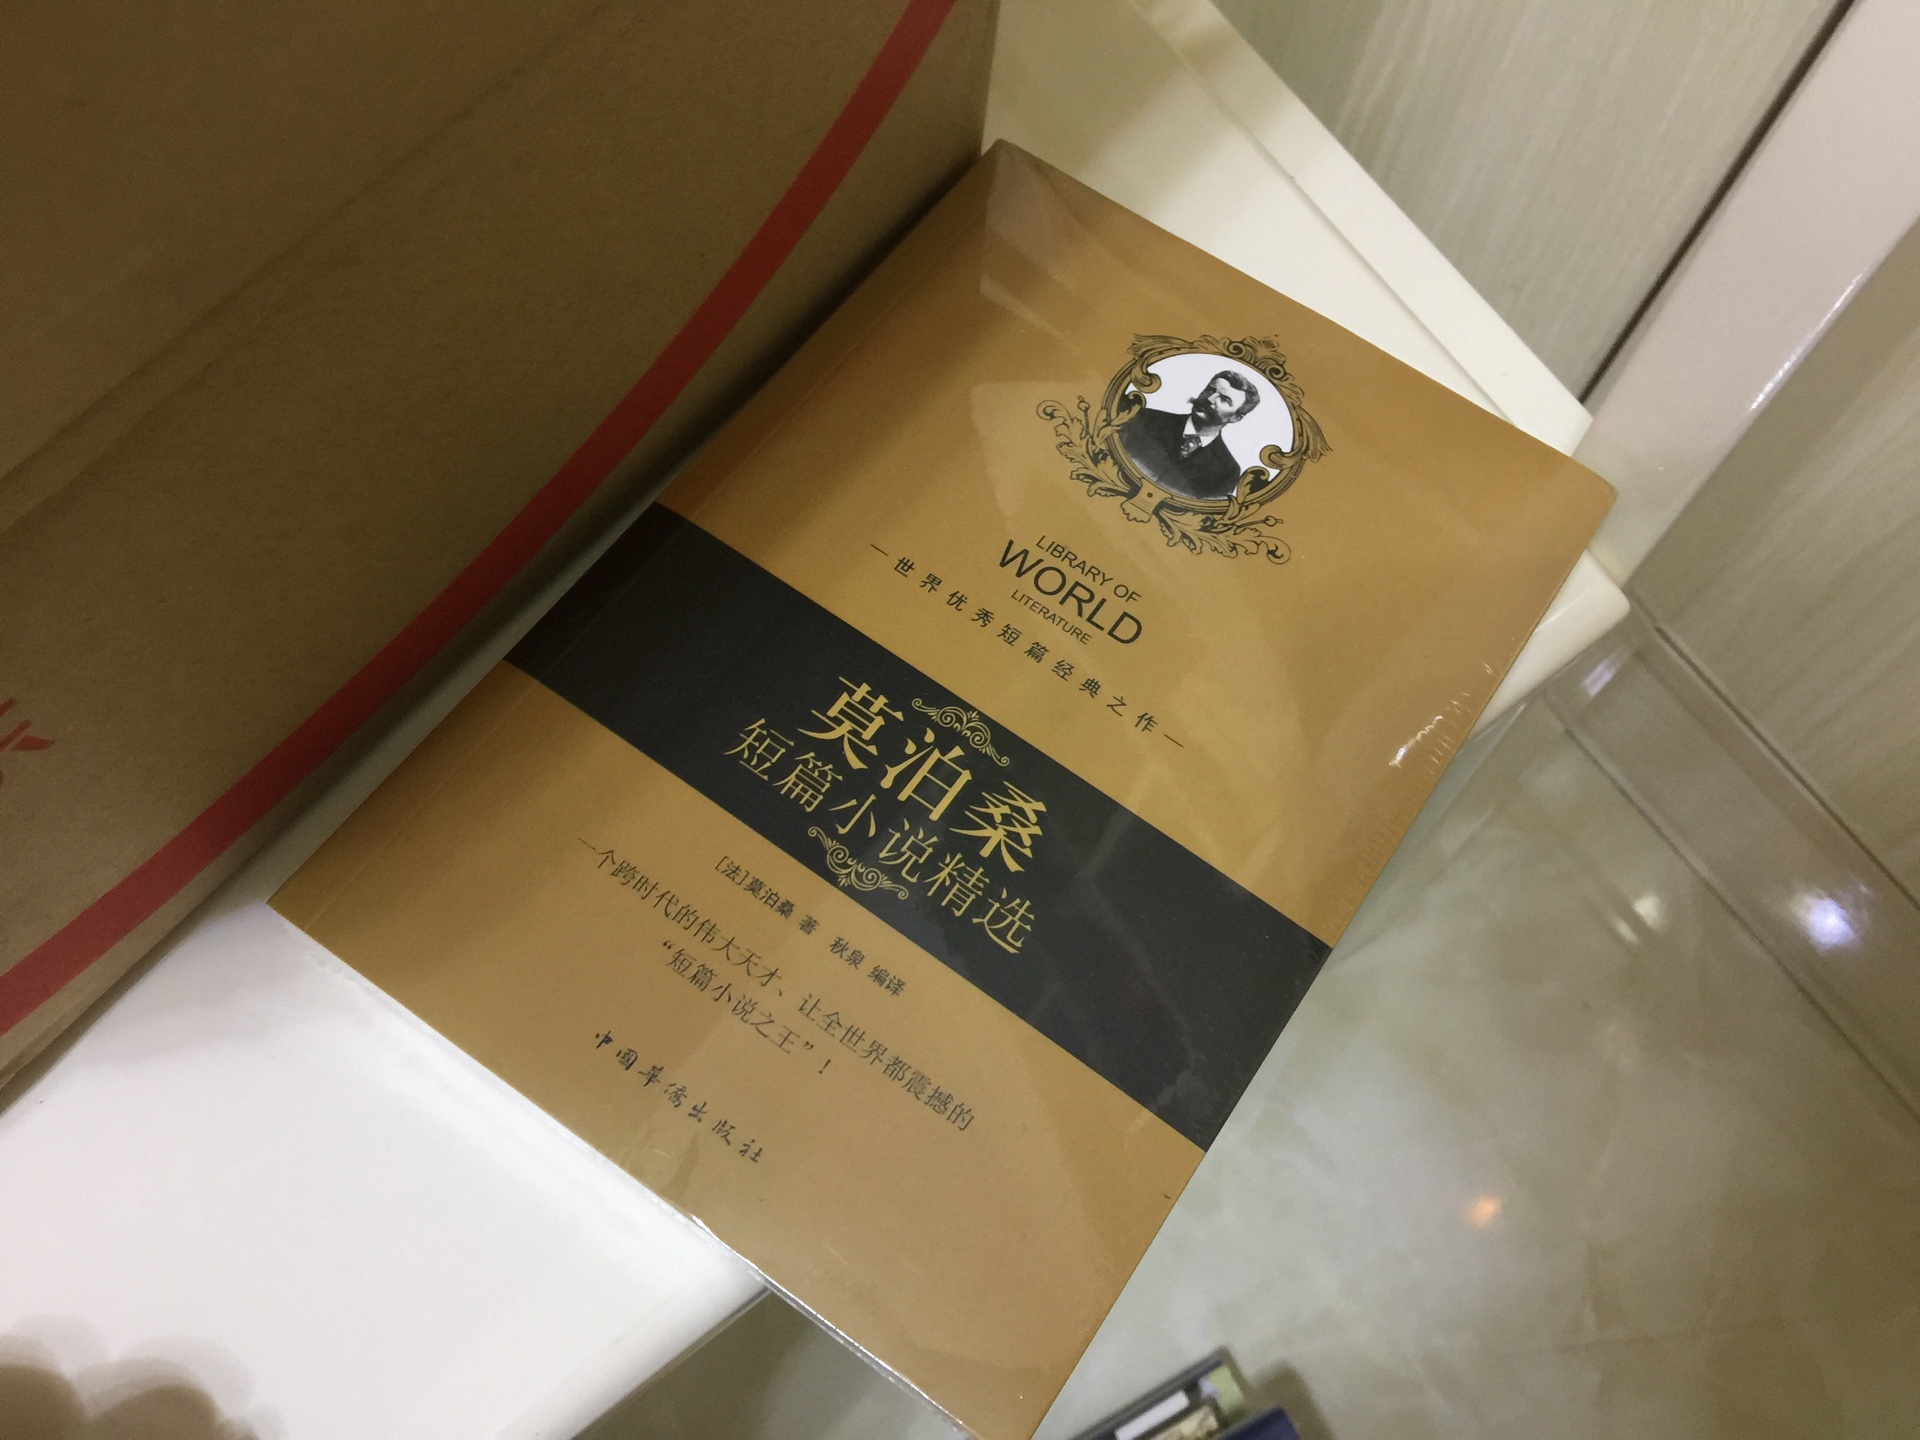 LIBRARY OF
WORLD
LITERATURE
—世界优秀短篇经典之作—
莫泊桑
短篇小说精选
[法]莫泊桑 著 秋泉 编译
一个跨时代的伟大天才、让全世界都震撼的
“短篇小说之王”！
中國華僑出版社